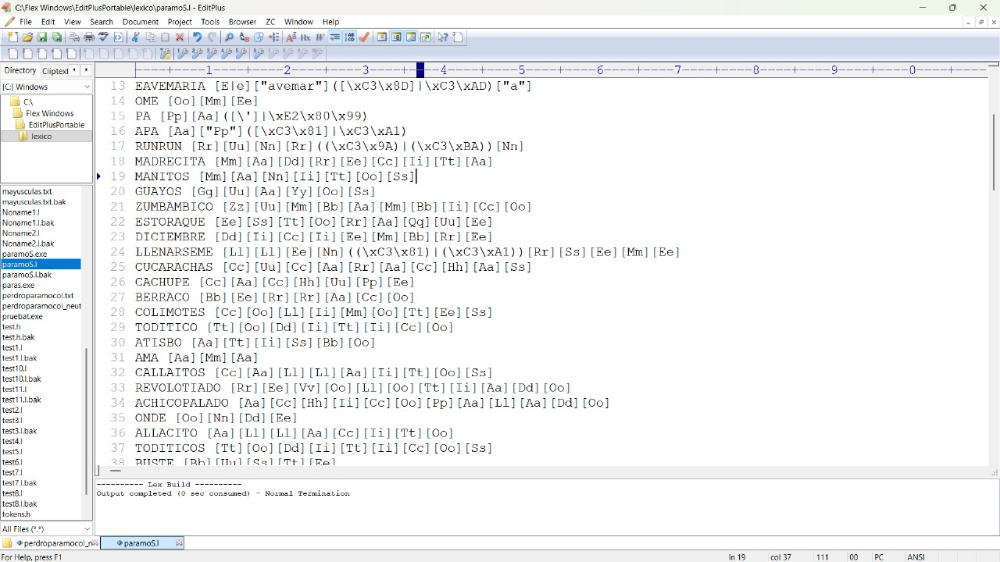 C:\Flex Windows\EditPlusPortable\lexico\paramoS.l - EditPlus
File Edit View Search Document Project Tools Browser ZC Window Help
Directory Cliptext
[C:] Windows
C:\
Flex Windows
EditPlusPortable
lexico
mayusculas.txt
mayusculas.txt.bak
Noname1.l
Noname1.l.bak
Noname2.l
Noname2.l.bak
paramoS.exe
paramoS.l
paramoS.l.bak
paras.exe
perdroparamocol.txt
perdroparamocol_neut
pruebat.exe
test.h
test.h.bak
test1.l
test1.l.bak
test10.l
test10.l.bak
test11.l
test11.l.bak
test2.l
test3.l
test3.l.bak
test4.l
test5.l
test6.l
test7.l
test7.l.bak
test8.l
test8.l.bak
tokens.h
All Files (*.*)
----+----1----+----2----+----3----+----4----+----5----+----6----+----7----+----8----+----9----+----0----+----
13 EAVEMARIA [E|e]["avemar"]([\xC3\x8D]|\xC3\xAD)["a"]
14 OME [Oo][Mm][Ee]
15 PA [Pp][Aa]([\']|\xE2\x80\x99)
16 APA [Aa]["Pp"]([\xC3\x81]|\xC3\xA1)
17 RUNRUN [Rr][Uu][Nn][Rr]((\xC3\x9A)|(\xC3\xBA))[Nn]
18 MADRECITA [Mm][Aa][Dd][Rr][Ee][Cc][Ii][Tt][Aa]
19 MANITOS [Mm][Aa][Nn][Ii][Tt][Oo][Ss]
20 GUAYOS [Gg][Uu][Aa][Yy][Oo][Ss]
21 ZUMBAMBICO [Zz][Uu][Mm][Bb][Aa][Mm][Bb][Ii][Cc][Oo]
22 ESTORAQUE [Ee][Ss][Tt][Oo][Rr][Aa][Qq][Uu][Ee]
23 DICIEMBRE [Dd][Ii][Cc][Ii][Ee][Mm][Bb][Rr][Ee]
24 LLENARSEME [Ll][Ll][Ee][Nn]((\xC3\x81)|(\xC3\xA1))[Rr][Ss][Ee][Mm][Ee]
25 CUCARACHAS [Cc][Uu][Cc][Aa][Rr][Aa][Cc][Hh][Aa][Ss]
26 CACHUPE [Cc][Aa][Cc][Hh][Uu][Pp][Ee]
27 BERRACO [Bb][Ee][Rr][Rr][Aa][Cc][Oo]
28 COLIMOTES [Cc][Oo][Ll][Ii][Mm][Oo][Tt][Ee][Ss]
29 TODITICO [Tt][Oo][Dd][Ii][Tt][Ii][Cc][Oo]
30 ATISBO [Aa][Tt][Ii][Ss][Bb][Oo]
31 AMA [Aa][Mm][Aa]
32 CALLAITOS [Cc][Aa][Ll][Ll][Aa][Ii][Tt][Oo][Ss]
33 REVOLOTIADO [Rr][Ee][Vv][Oo][Ll][Oo][Tt][Ii][Aa][Dd][Oo]
34 ACHICOPALADO [Aa][Cc][Hh][Ii][Cc][Oo][Pp][Aa][Ll][Aa][Dd][Oo]
35 ONDE [Oo][Nn][Dd][Ee]
36 ALLACITO [Aa][Ll][Ll][Aa][Cc][Ii][Tt][Oo]
37 TODITICOS [Tt][Oo][Dd][Ii][Tt][Ii][Cc][Oo][Ss]
38 BUSTE [Bb][Uu][Ss][Tt][Ee]
---------- Lex Build ----------
Output completed (0 sec consumed) - Normal Termination
perdroparamocol_n paramoS.l
For Help, press F1 ln 19 col 37 111 00 PC ANSI